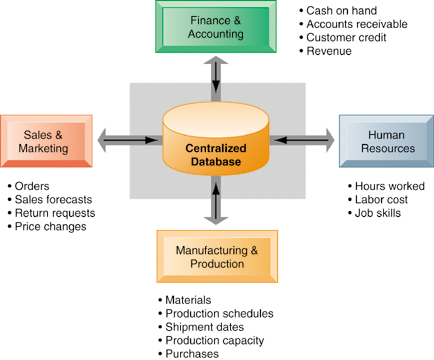 Finance &
Accounting
• Cash on hand
• Accounts receivable
• Customer credit
• Revenue
Sales &
Marketing
• Orders
• Sales forecasts
• Return requests
• Price changes
Centralized
Database
Human
Resources
• Hours worked
• Labor cost
• Job skills
Manufacturing &
Production
• Materials
• Production schedules
• Shipment dates
• Production capacity
• Purchases